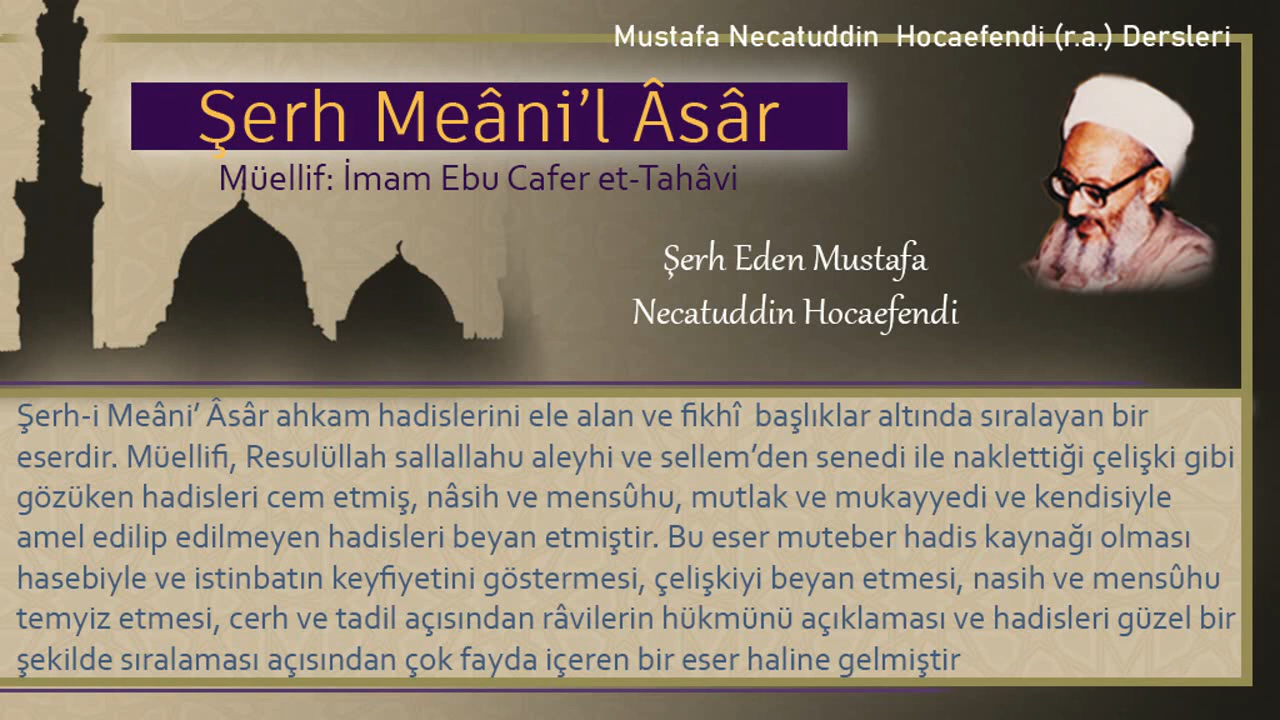 Mustafa Necatuddin Hocaefendi (r.a.) Dersleri
Şerh Meâni’l Âsâr
Müellif: İmam Ebu Cafer et-Tahâvi
Şerh Eden Mustafa
Necatuddin Hocaefendi
Şerh-i Meâni’ Âsâr ahkam hadislerini ele alan ve fıkhî başlıklar altında sıralayan bir
eserdir. Müellifi, Resulüllah sallallahu aleyhi ve sellem’den senedi ile naklettiği çelişki gibi
gözüken hadisleri cem etmiş, nâsih ve mensûhu, mutlak ve mukayyedi ve kendisiyle
amel edilip edilmeyen hadisleri beyan etmiştir. Bu eser muteber hadis kaynağı olması
hasebiyle ve istinbatın keyfiyetini göstermesi, çelişkiyi beyan etmesi, nasih ve mensûhu
temyiz etmesi, cerh ve tadil açısından râvilerin hükmünü açıklaması ve hadisleri güzel bir
şekilde sıralaması açısından çok fayda içeren bir eser haline gelmiştir